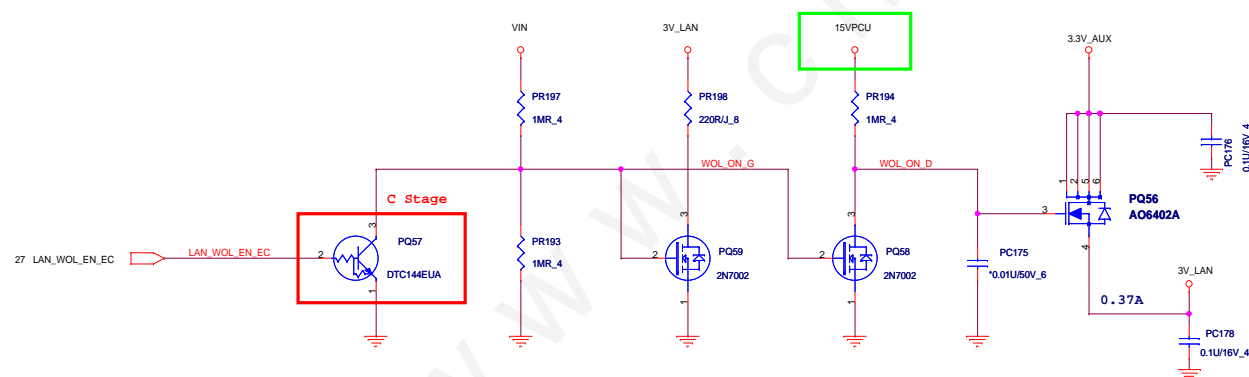 VIN
3V_LAN
15VPCU
3.3V_AUX
PR197
1MR_4
PR198
220R/J_8
PR194
1MR_4
PC176
0.1U/16V_4
WOL_ON_G
WOL_ON_D
1
2
5
6
C Stage
3
PQ56
AO6402A
4
3
PQ57
2
DTC144EUA
1
27 LAN_WOL_EN_EC
LAN_WOL_EN_EC
PR193
1MR_4
3
2
PQ59
2N7002
1
3
2
PQ58
2N7002
1
PC175
*0.01U/50V_6
3V_LAN
0.37A
PC178
0.1U/16V_4
w w w . c